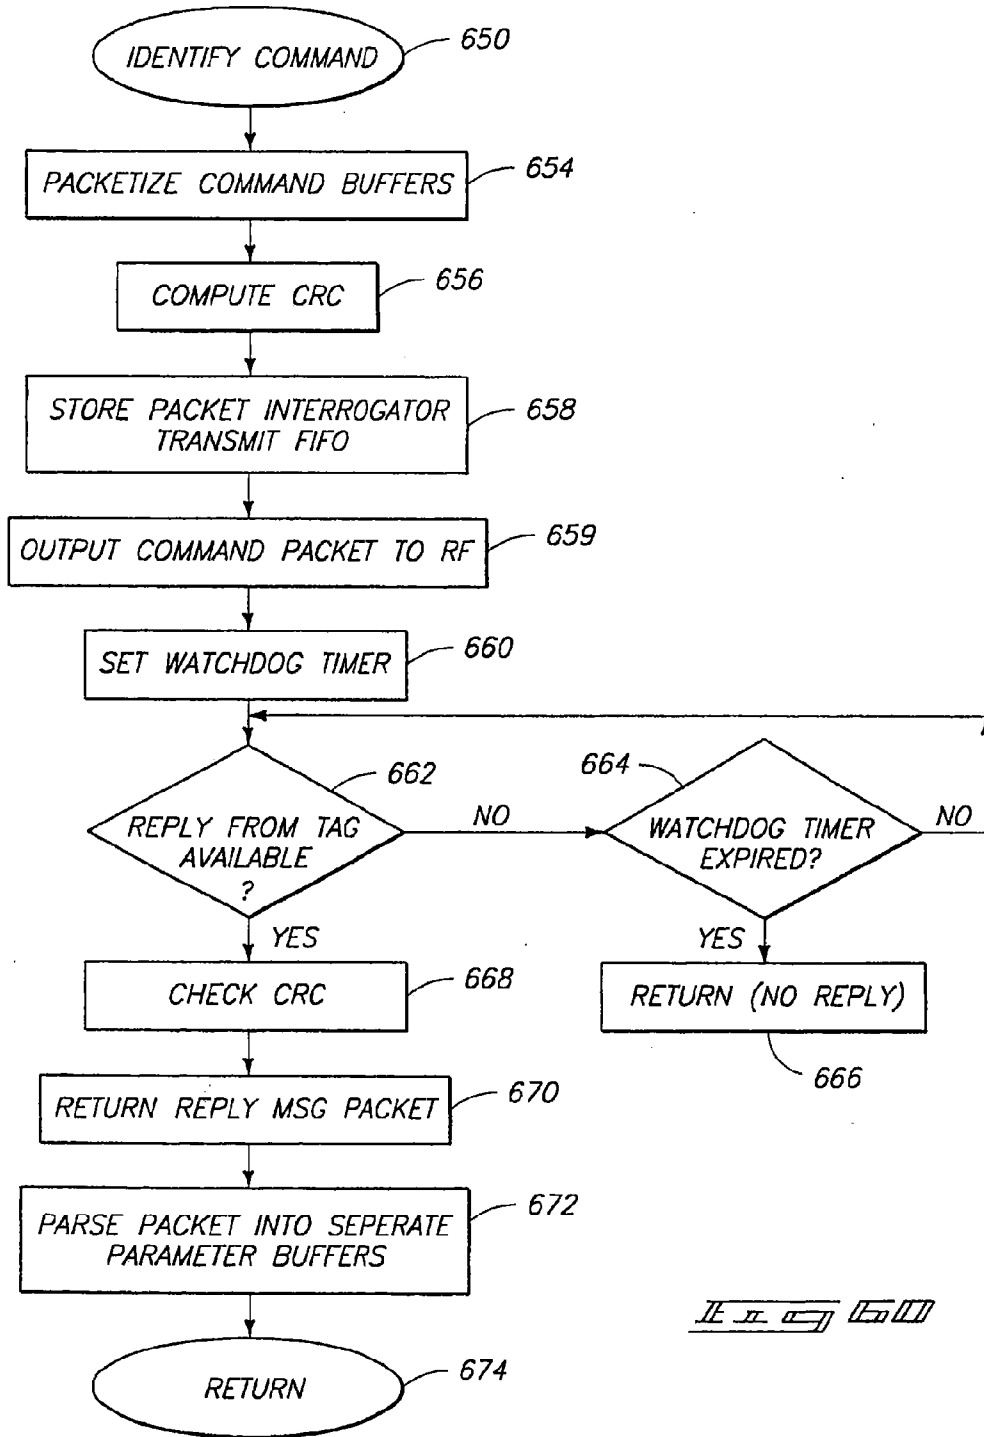 IDENTIFY COMMAND
650
PACKETIZE COMMAND BUFFERS
654
COMPUTE CRC
656
STORE PACKET INTERROGATOR
TRANSMIT FIFO
658
OUTPUT COMMAND PACKET TO RF
659
SET WATCHDOG TIMER
660
REPLY FROM TAG
AVAILABLE
?
662
NO
WATCHDOG TIMER
EXPIRED?
664
NO
YES
YES
CHECK CRC
668
RETURN (NO REPLY)
666
RETURN REPLY MSG PACKET
670
PARSE PACKET INTO SEPERATE
PARAMETER BUFFERS
672
RETURN
674
FIG 60